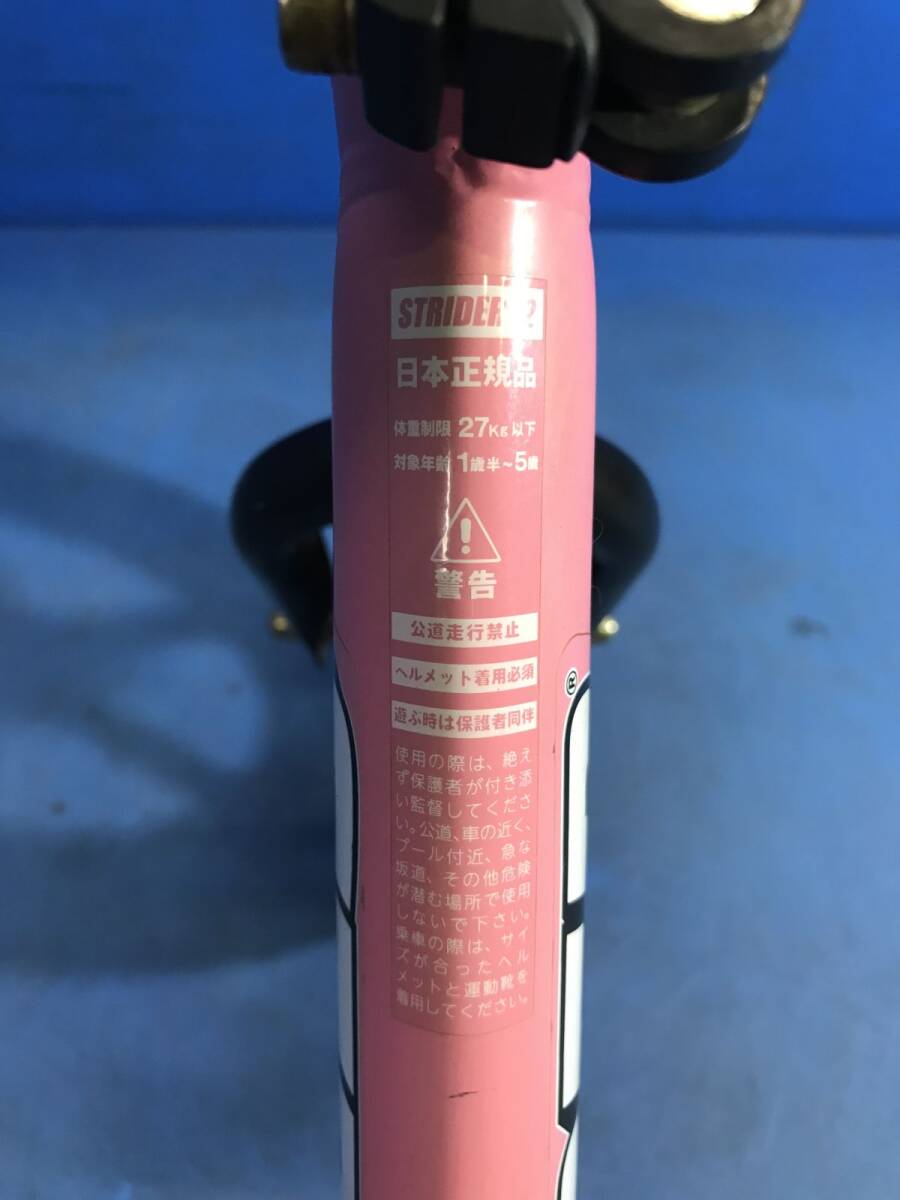 STRIDER
日本正規品
体重制限 27Kg 以下
対象年齢 1歳半~5歳
警告
公道走行禁止
ヘルメット着用必須
遊ぶ時は保護者同伴
使用の際は、絶え
ず保護者が付き添
い監督してくださ
い。公道、車の近く、
プール付近、急な
坂道、その他危険
が潜む場所で使用
しないで下さい。
乗車の際は、サイ
ズが合ったヘル
メットと運動靴を
着用してください。
®